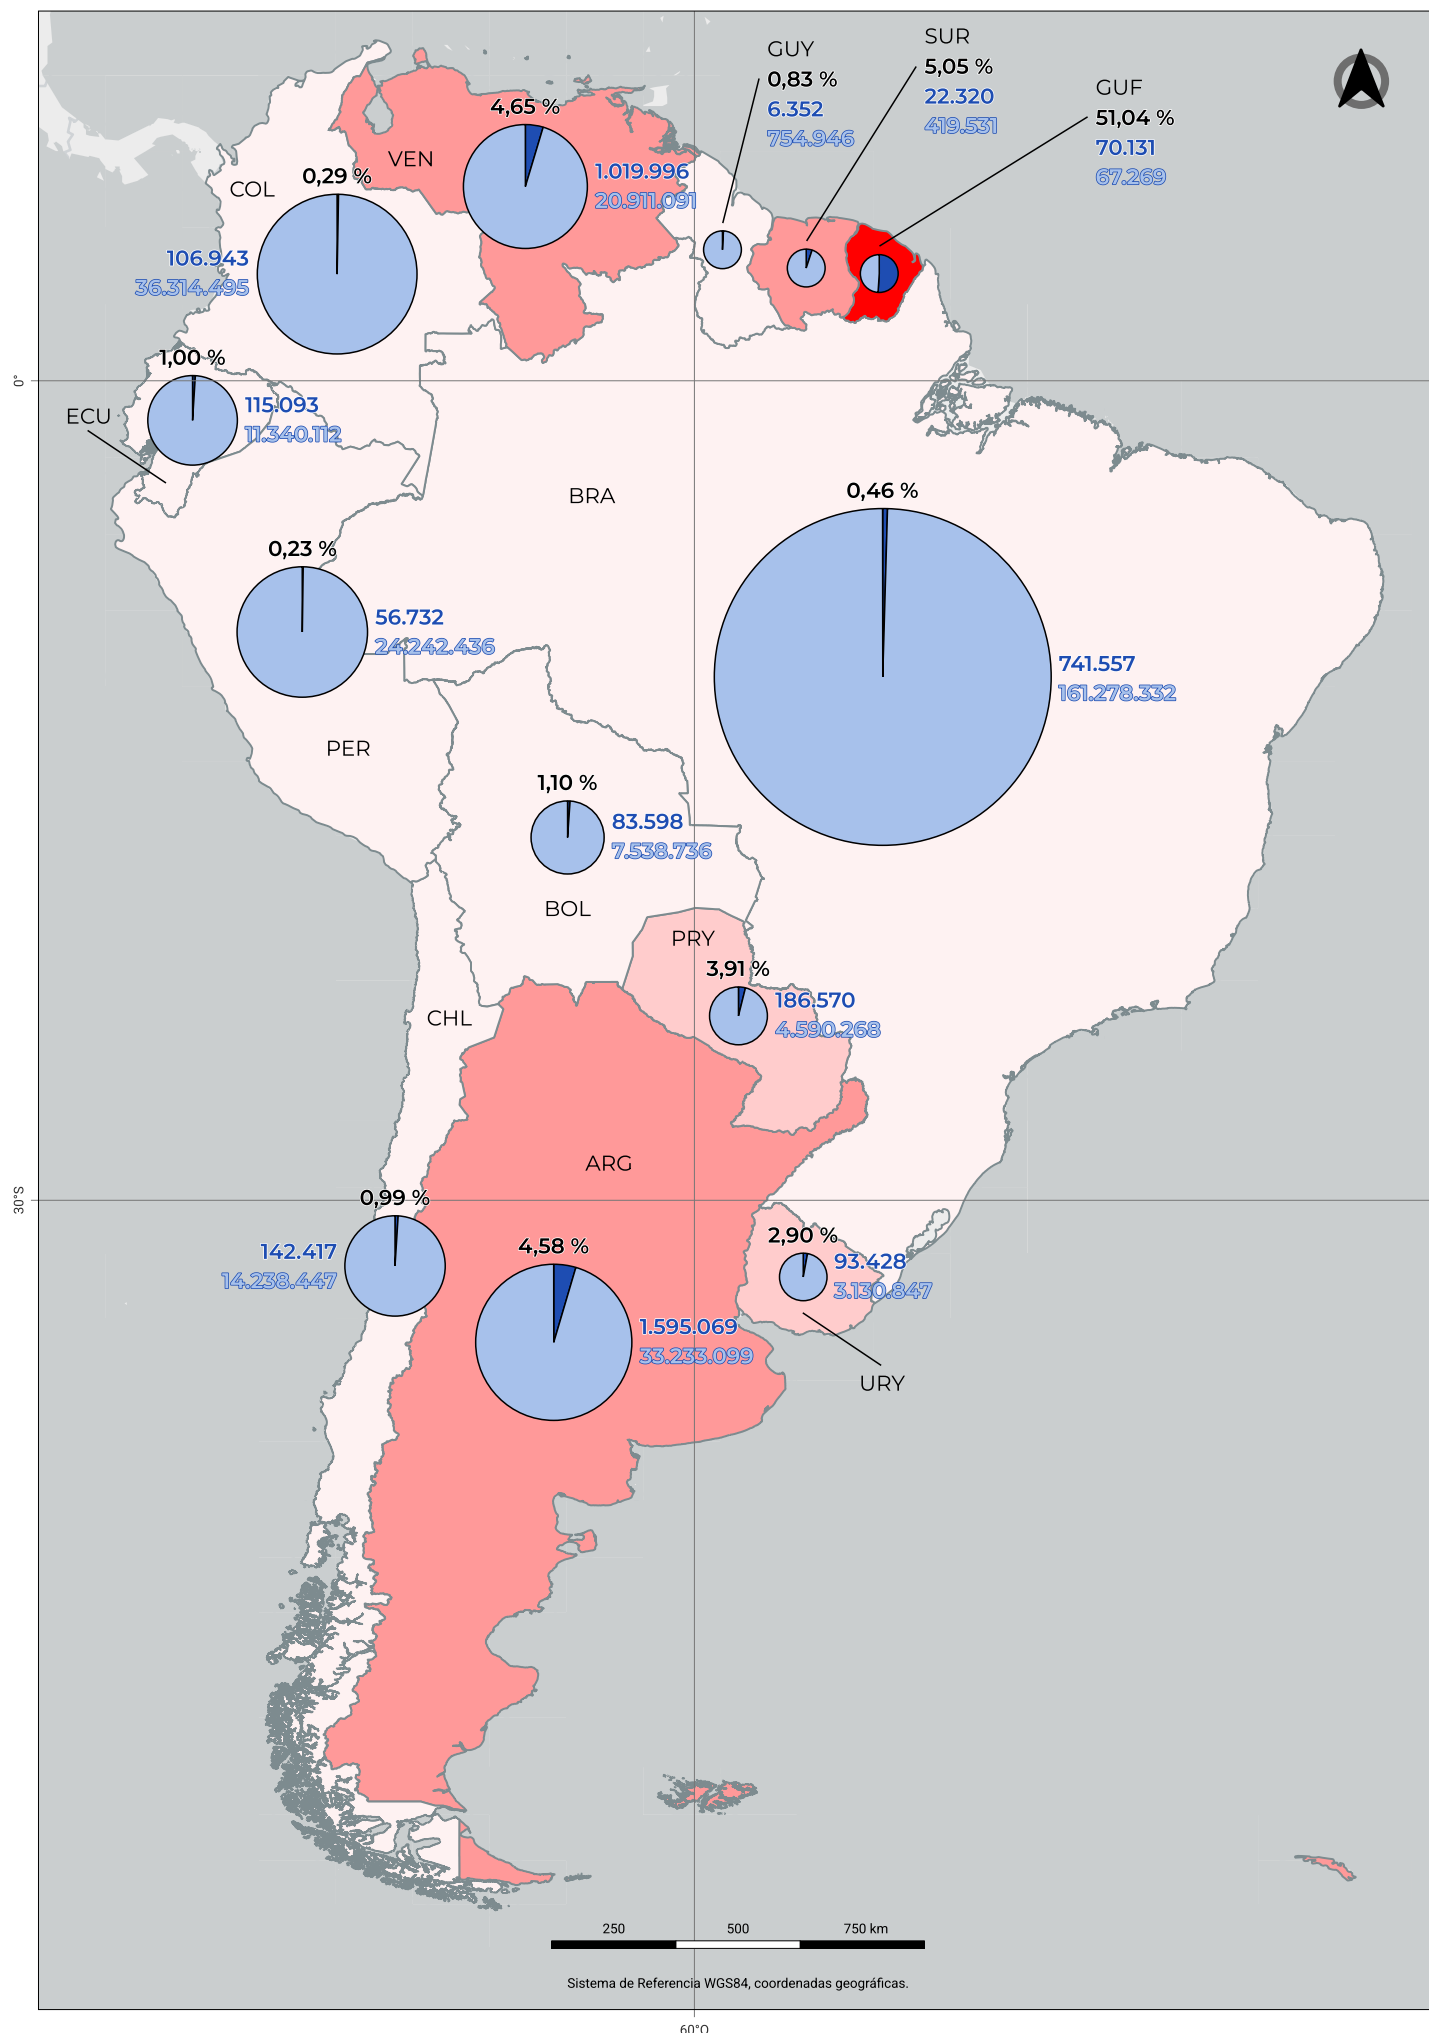 GUY
0,83 %
6.352
754.946
SUR
5,05 %
22.320
419.531
GUF
51,04 %
70.131
67.269
4,65 %
VEN
1.019.996
20.911.091
COL
0,29 %
106.943
36.314.495
1,00 %
ECU
115.093
11.340.112
0°
BRA
0,46 %
741.557
161.278.332
0,23 %
56.732
24.242.436
PER
1,10 %
83.598
7.538.736
BOL
PRY
3,91 %
186.570
4.590.268
CHL
ARG
30°S
0,99 %
142.417
14.238.447
4,58 %
1.595.069
33.233.099
2,90 %
93.428
3.130.847
URY
250 500 750 km
Sistema de Referencia WGS84, coordenadas geográficas.
60°O